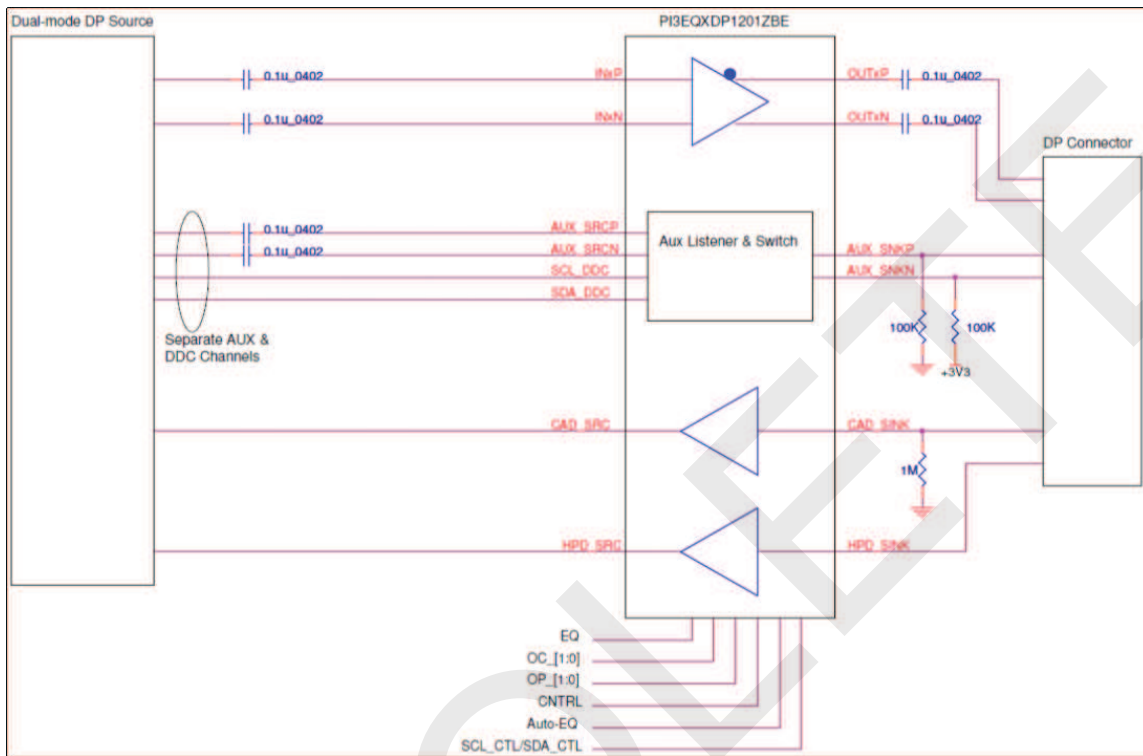 Dual-mode DP Source
PI3EQXDP1201ZBE
0.1u_0402
INxP
OUTxP
0.1u_0402
0.1u_0402
INxN
OUTxN
0.1u_0402
DP Connector
0.1u_0402
AUX_SRCP
Aux Listener & Switch
0.1u_0402
AUX_SRCN
AUX_SNKP
SCL_DDC
AUX_SNKN
SDA_DDC
Separate AUX &
DDC Channels
100K
100K
+3V3
CAD_SRC
CAD_SINK
1M
HPD_SRC
HPD_SINK
EQ
OC_[1:0]
OP_[1:0]
CNTRL
Auto-EQ
SCL_CTL/SDA_CTL